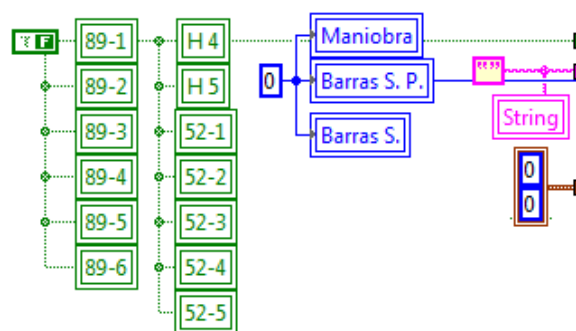 F 89-1 H 4 Maniobra
89-2 H 5 0 Barras S. P. ""
89-3 52-1 String
89-4 52-2 Barras S.
89-5 52-3 0
89-6 52-4 0
52-5